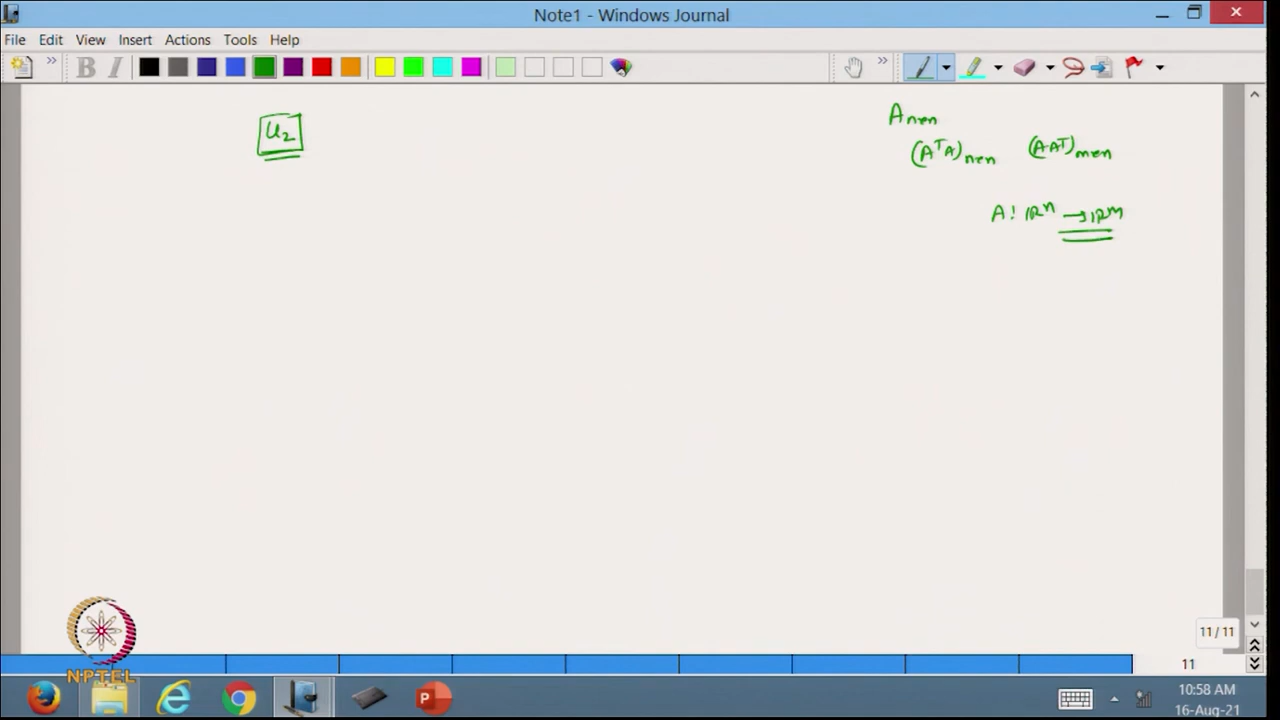 Note1 - Windows Journal
File Edit View Insert Actions Tools Help
B I
U₂
Aₙₓₙ
(AᵀA)ₙₓₙ (AAᵀ)ₘₓₘ
A: ℝⁿ → ℝᵐ
11 / 11
11
NPTEL
10:58 AM
16-Aug-21